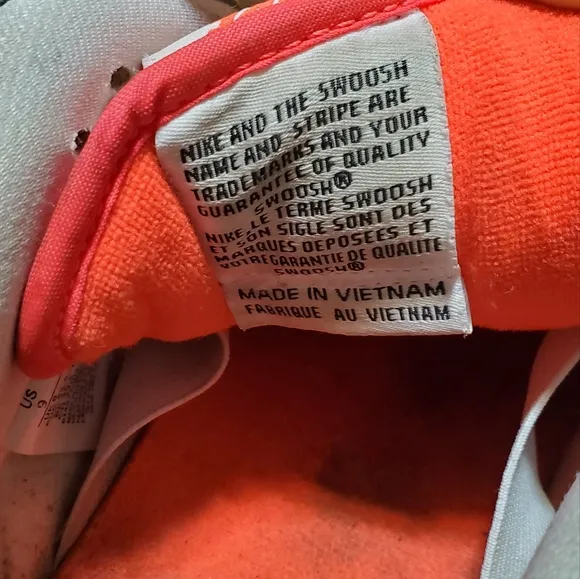 NIKE AND THE SWOOSH
NAME AND STRIPE ARE
TRADEMARKS AND YOUR
GUARANTEE OF QUALITY
SWOOSH®
NIKE, LE TERME SWOOSH
ET SON SIGLE SONT DES
MARQUES DEPOSEES ET
VOTRE GARANTIE DE QUALITE
SWOOSH®
MADE IN VIETNAM
FABRIQUE AU VIETNAM
US
6